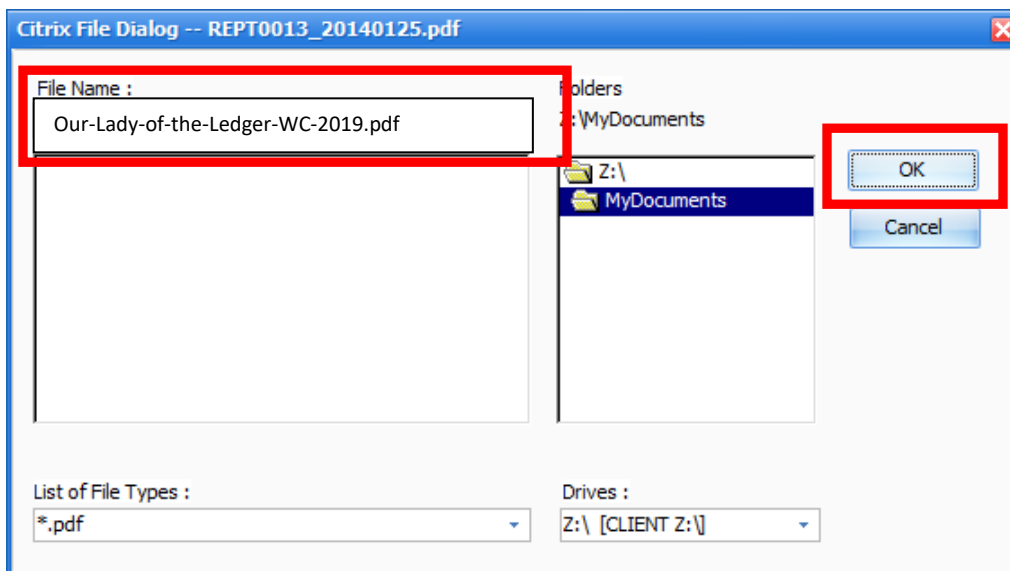 Citrix File Dialog -- REPT0013_20140125.pdf
File Name :
Our-Lady-of-the-Ledger-WC-2019.pdf
Folders
Z:\MyDocuments
Z:\
MyDocuments
OK
Cancel
List of File Types :
*.pdf
Drives :
Z:\ [CLIENT Z:\]